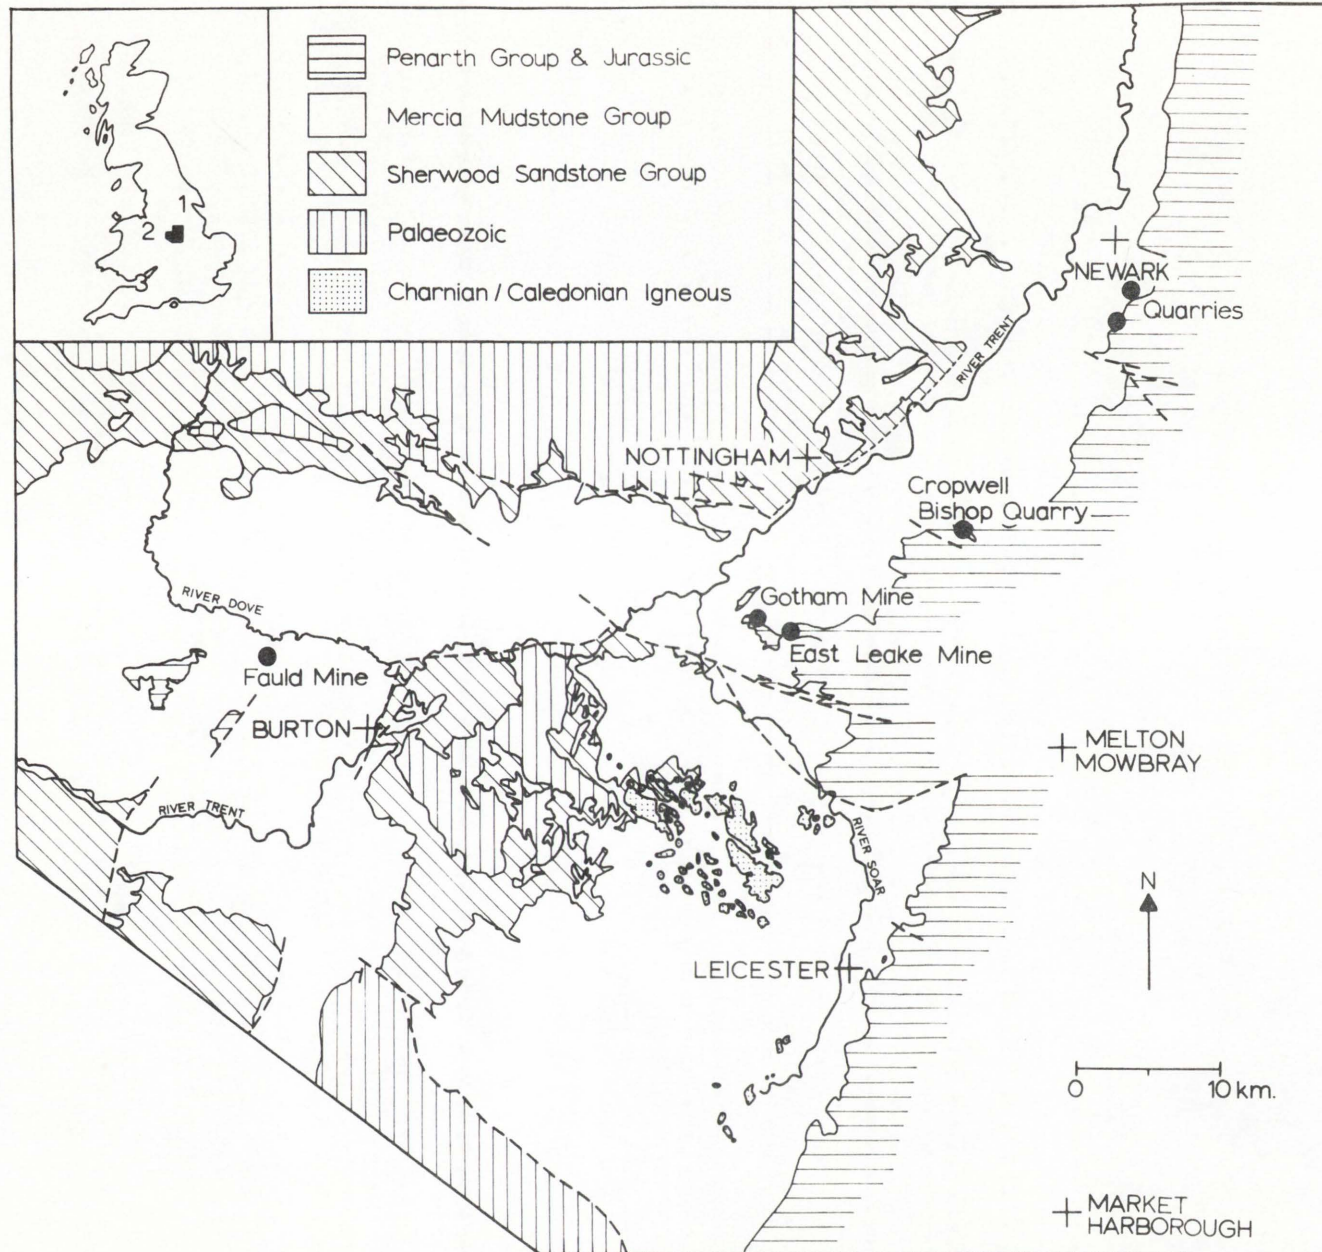 1
2
Penarth Group & Jurassic
Mercia Mudstone Group
Sherwood Sandstone Group
Palaeozoic
Charnian / Caledonian Igneous
NEWARK
Quarries
RIVER TRENT
NOTTINGHAM
Cropwell
Bishop Quarry
RIVER DOVE
Gotham Mine
East Leake Mine
Fauld Mine
BURTON
MELTON
MOWBRAY
RIVER TRENT
RIVER SOAR
N
LEICESTER
0 10 km.
MARKET
HARBOROUGH